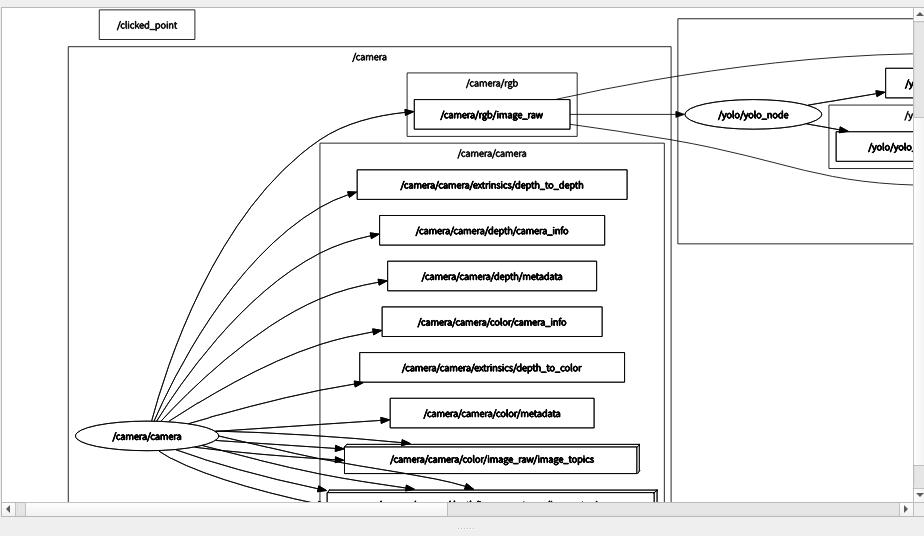 /clicked_point
/camera
/camera/rgb
/camera/rgb/image_raw
/yolo/yolo_node
/yolo/yolo_
/camera/camera
/camera/camera/extrinsics/depth_to_depth
/camera/camera/depth/camera_info
/camera/camera/depth/metadata
/camera/camera/color/camera_info
/camera/camera/extrinsics/depth_to_color
/camera/camera/color/metadata
/camera/camera
/camera/camera/color/image_raw/image_topics